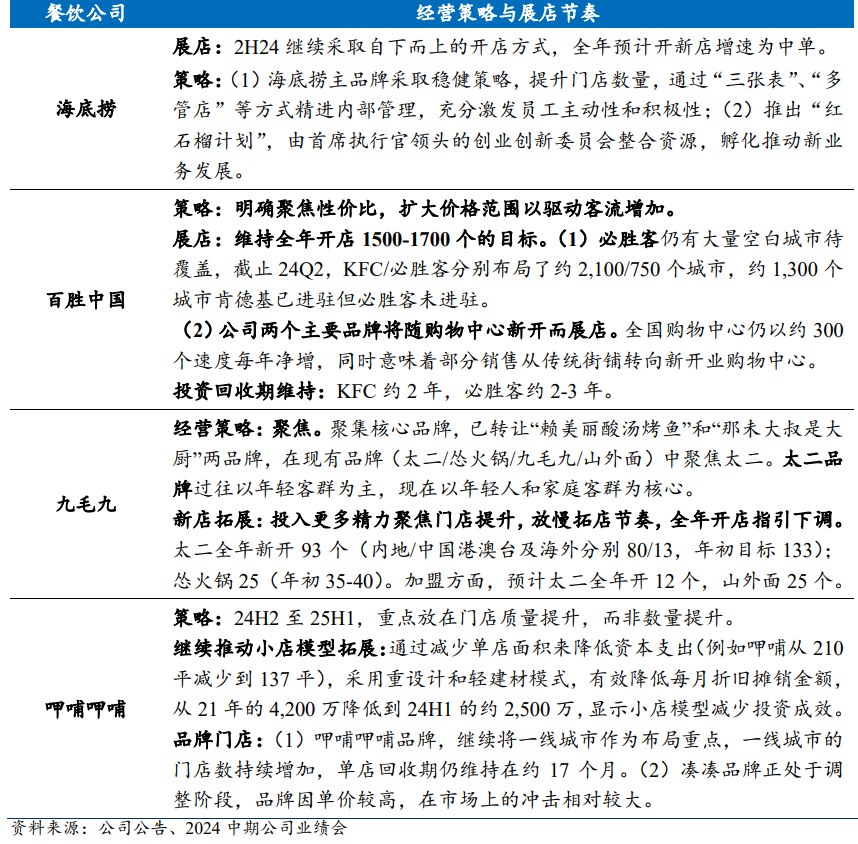 餐饮公司 经营策略与展店节奏
海底捞
展店：2H24 继续采取自下而上的开店方式，全年预计开新店增速为中单。
策略：（1）海底捞主品牌采取稳健策略，提升门店数量，通过“三张表”、“多
管店”等方式精进内部管理，充分激发员工主动性和积极性；（2）推出“红
石榴计划”，由首席执行官领头的创业创新委员会整合资源，孵化推动新业
务发展。
百胜中国
策略：明确聚焦性价比，扩大价格范围以驱动客流增加。
展店：维持全年开店 1500-1700 个的目标。（1）必胜客仍有大量空白城市待
覆盖，截止 24Q2，KFC/必胜客分别布局了约 2,100/750 个城市，约 1,300 个
城市肯德基已进驻但必胜客未进驻。
（2）公司两个主要品牌将随购物中心新开而展店。全国购物中心仍以约 300
个速度每年净增，同时意味着部分销售从传统街铺转向新开业购物中心。
投资回收期维持：KFC 约 2 年，必胜客约 2-3 年。
九毛九
经营策略：聚焦。聚集核心品牌，已转让“赖美丽酸汤烤鱼”和“那未大叔是大
厨”两品牌，在现有品牌（太二/怂火锅/九毛九/山外面）中聚焦太二。太二品
牌过往以年轻客群为主，现在以年轻人和家庭客群为核心。
新店拓展：投入更多精力聚焦门店提升，放慢拓店节奏，全年开店指引下调。
太二全年新开 93 个（内地/中国港澳台及海外分别 80/13，年初目标 133）；
怂火锅 25（年初 35-40）。加盟方面，预计太二全年开 12 个，山外面 25 个。
呷哺呷哺
策略：24H2 至 25H1，重点放在门店质量提升，而非数量提升。
继续推动小店模型拓展：通过减少单店面积来降低资本支出（例如呷哺从 210
平减少到 137 平），采用重设计和轻建材模式，有效降低每月折旧摊销金额，
从 21 年的 4,200 万降低到 24H1 的约 2,500 万，显示小店模型减少投资成效。
品牌门店：（1）呷哺呷哺品牌，继续将一线城市作为布局重点，一线城市的
门店数持续增加，单店回收期仍维持在约 17 个月。（2）凑凑品牌正处于调
整阶段，品牌因单价较高，在市场上的冲击相对较大。
资料来源：公司公告、2024 中期公司业绩会